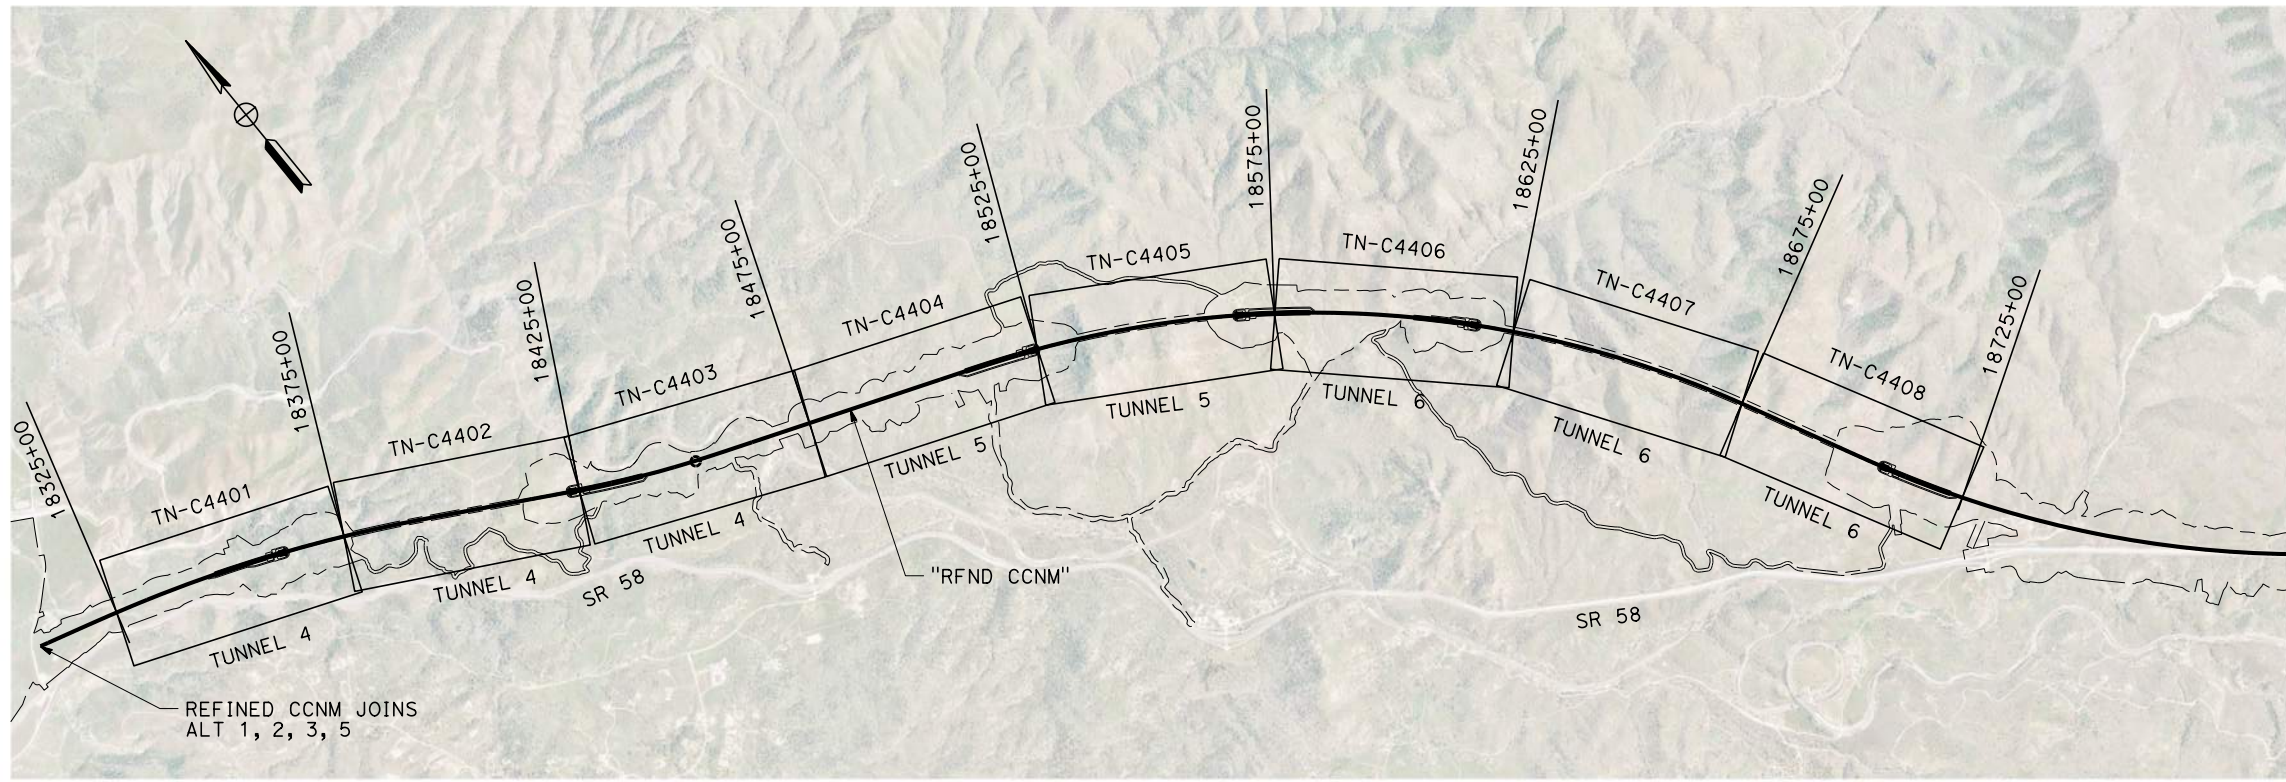 18325+00
TN-C4401
TUNNEL 4
18375+00
TN-C4402
TUNNEL 4
18425+00
TN-C4403
TUNNEL 4
18475+00
TN-C4404
TUNNEL 5
18525+00
TN-C4405
TUNNEL 5
18575+00
TN-C4406
TUNNEL 6
18625+00
TN-C4407
TUNNEL 6
18675+00
TN-C4408
TUNNEL 6
18725+00
SR 58
"RFND CCNM"
SR 58
REFINED CCNM JOINS
ALT 1, 2, 3, 5